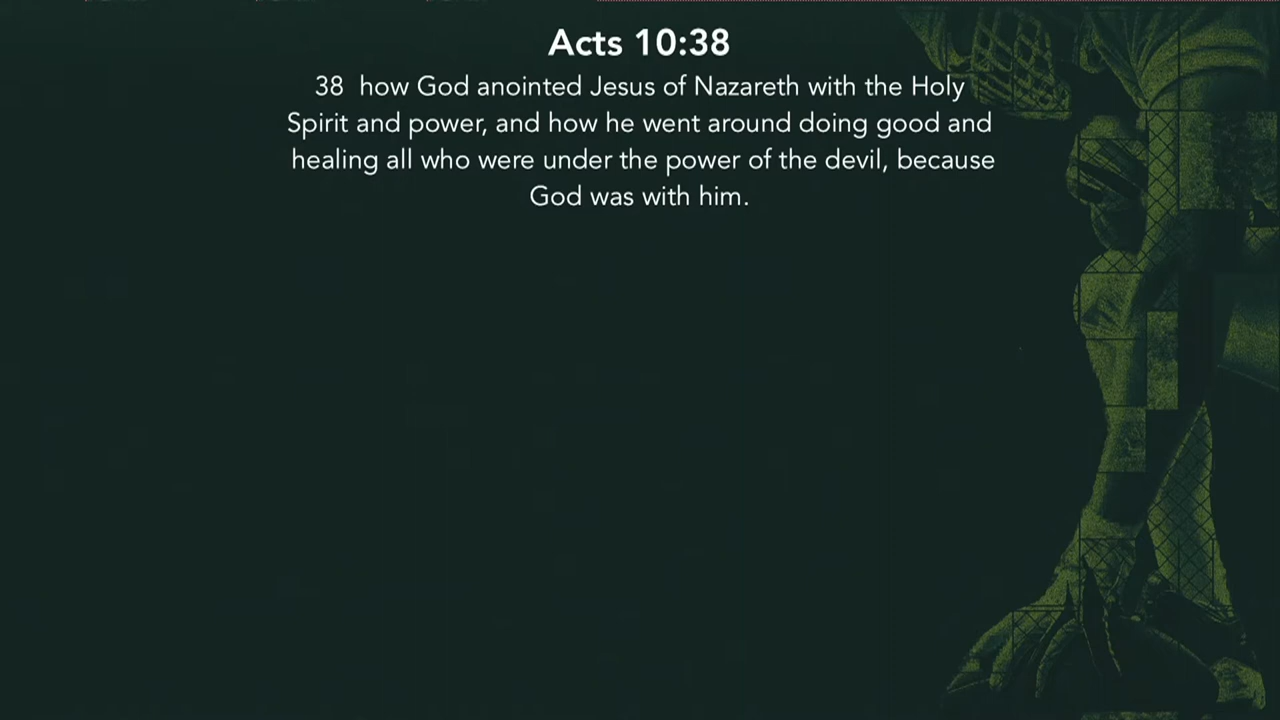 Acts 10:38
38 how God anointed Jesus of Nazareth with the Holy
Spirit and power, and how he went around doing good and
healing all who were under the power of the devil, because
God was with him.